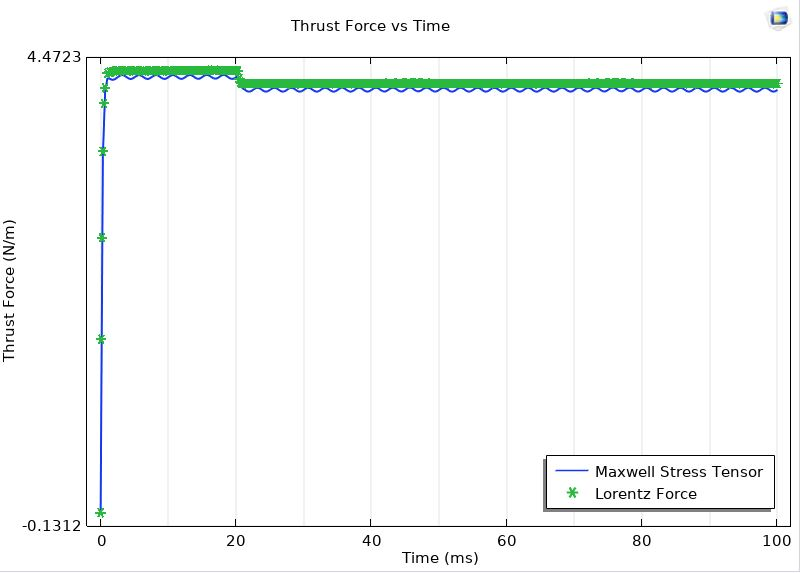 Thrust Force vs Time
4.4723
Thrust Force (N/m)
Maxwell Stress Tensor
Lorentz Force
-0.1312
0 20 40 60 80 100
Time (ms)